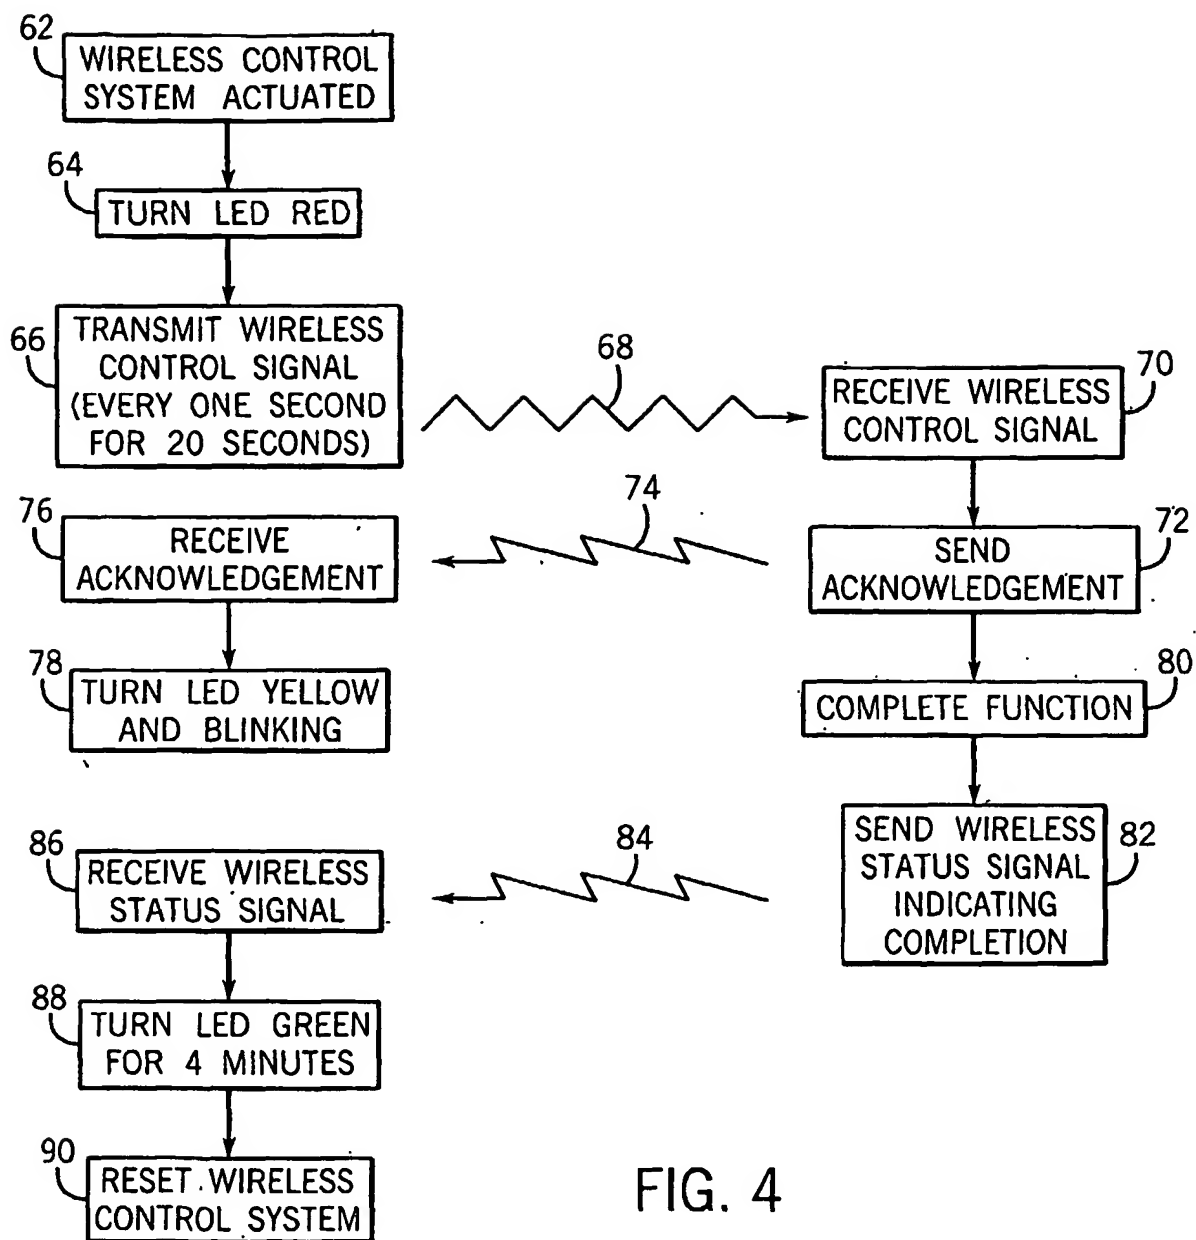 62
WIRELESS CONTROL
SYSTEM ACTUATED
64
TURN LED RED
66
TRANSMIT WIRELESS
CONTROL SIGNAL
(EVERY ONE SECOND
FOR 20 SECONDS)
68
70
RECEIVE WIRELESS
CONTROL SIGNAL
76
RECEIVE
ACKNOWLEDGEMENT
74
72
SEND
ACKNOWLEDGEMENT
78
TURN LED YELLOW
AND BLINKING
80
COMPLETE FUNCTION
86
RECEIVE WIRELESS
STATUS SIGNAL
84
82
SEND WIRELESS
STATUS SIGNAL
INDICATING
COMPLETION
88
TURN LED GREEN
FOR 4 MINUTES
90
RESET WIRELESS
CONTROL SYSTEM
FIG. 4